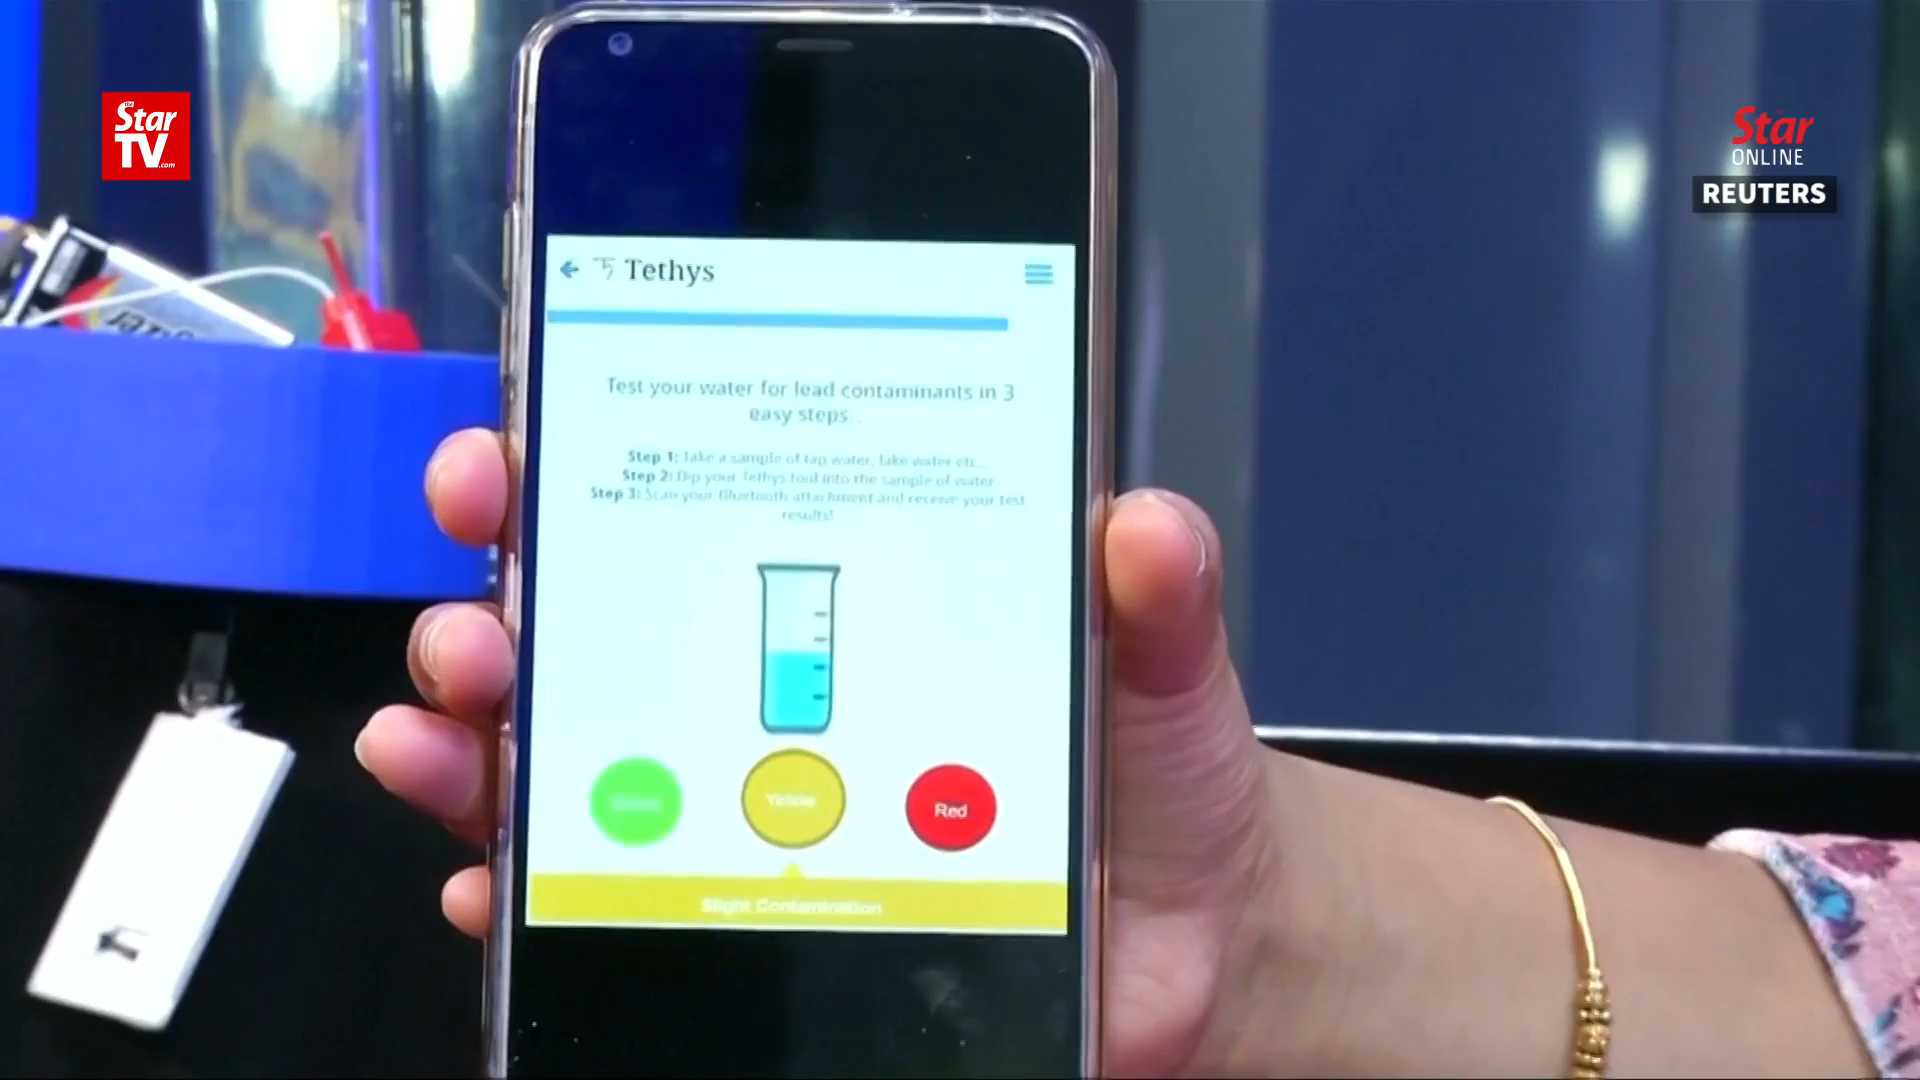 The
Star
TV
.com
Star
ONLINE
REUTERS
Tethys
Test your water for lead contaminants in 3
easy steps..
Step 1: Take a sample of tap water, lake water etc...
Step 2: Dip your Tethys tool into the sample of water
Step 3: Scan your Bluetooth attachment and receive your test
results!
Yellow
Red
Slight Contamination